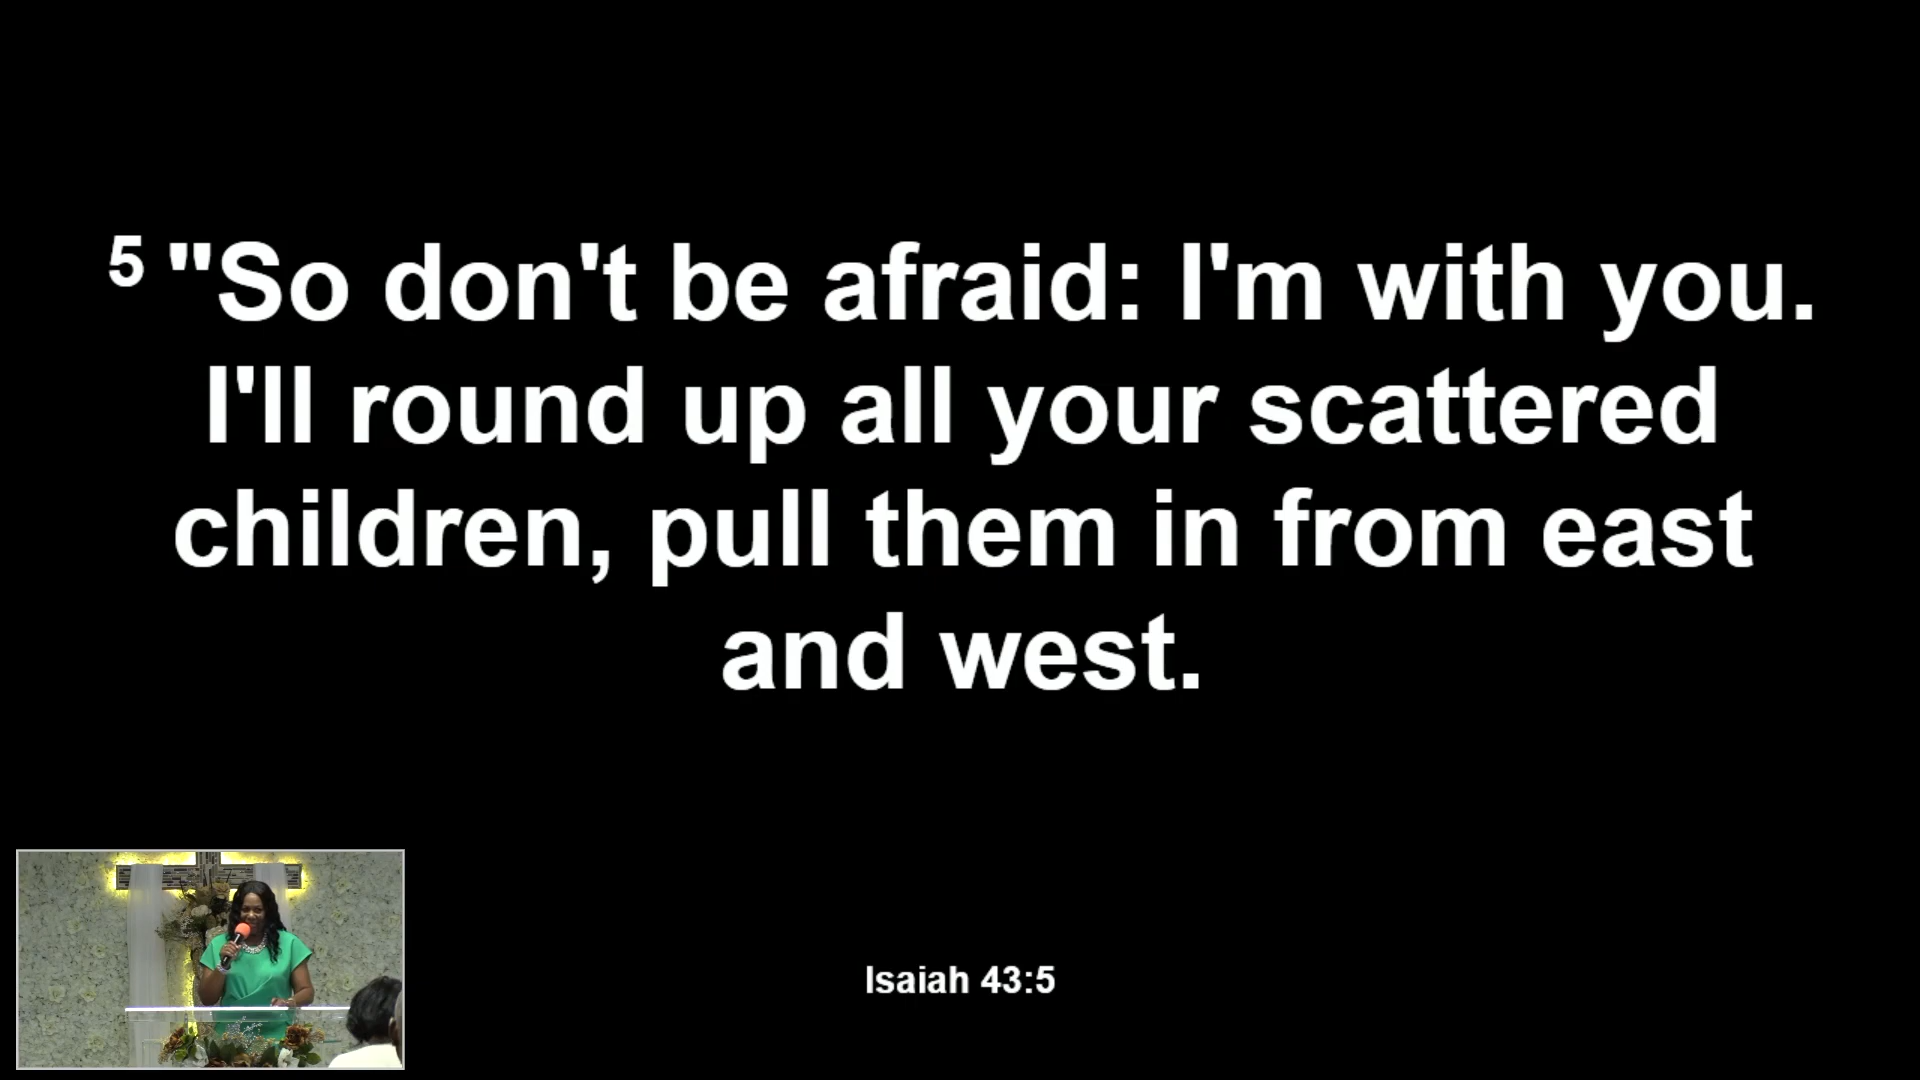 5 "So don't be afraid: I'm with you.
I'll round up all your scattered
children, pull them in from east
and west.
Isaiah 43:5